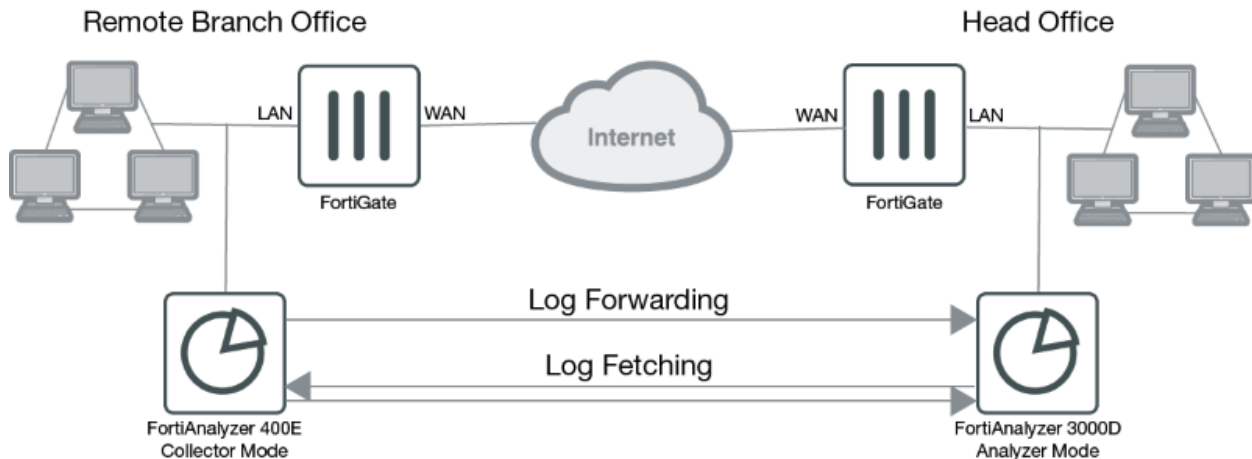 Remote Branch Office
Head Office
LAN
WAN
Internet
WAN
LAN
FortiGate
FortiGate
Log Forwarding
Log Fetching
FortiAnalyzer 400E
Collector Mode
FortiAnalyzer 3000D
Analyzer Mode